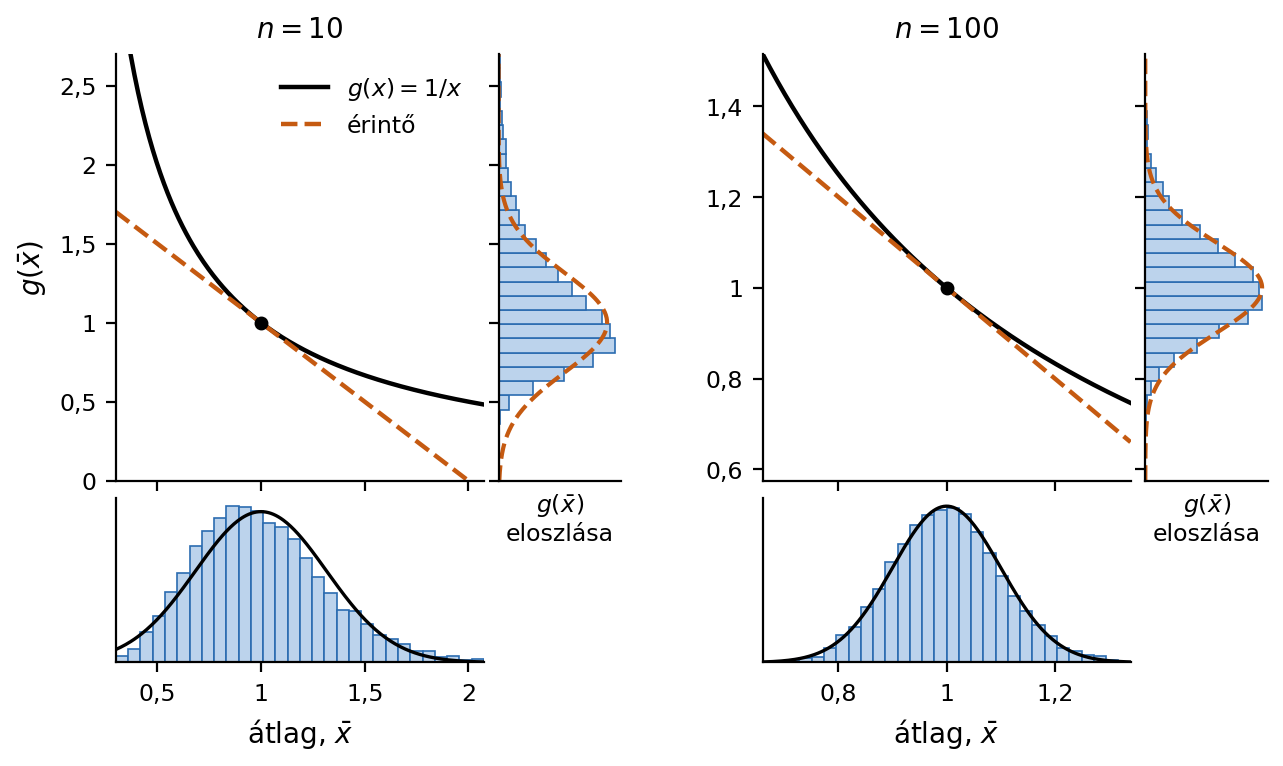 n = 10
2,5
2
1,5
1
0,5
0
g(x̄)
g(x) = 1/x
érintő
g(x̄)
eloszlása
0,5
1
1,5
2
átlag, x̄
n = 100
1,4
1,2
1
0,8
0,6
g(x̄)
eloszlása
0,8
1
1,2
átlag, x̄